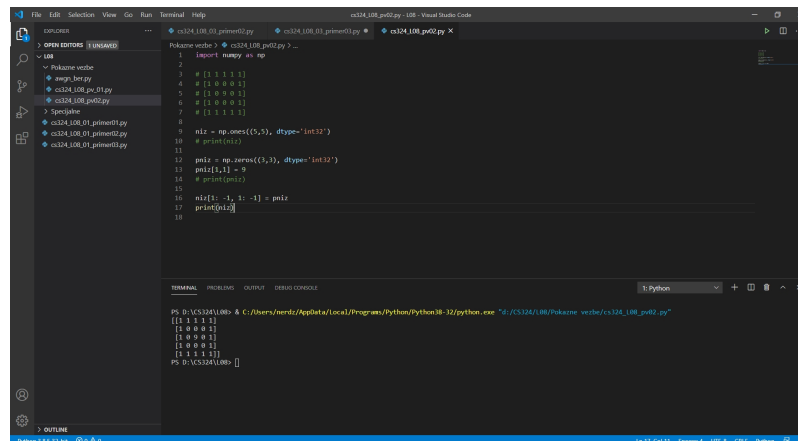 File Edit Selection View Go Run Terminal Help
cs324_L08_pv02.py - L08 - Visual Studio Code
EXPLORER ...
cs324_L08_03_primer02.py
cs324_L08_03_primer03.py
cs324_L08_pv02.py
> OPEN EDITORS 1 UNSAVED
L08
Pokazne vezbe
awgn_ber.py
cs324_L08_pv_01.py
cs324_L08_pv02.py
> Specijalne
cs324_L08_01_primer01.py
cs324_L08_01_primer02.py
cs324_L08_01_primer03.py
> OUTLINE
Pokazne vezbe > cs324_L08_pv02.py > ...
1 import numpy as np
2
3 # [1 1 1 1 1]
4 # [1 0 0 0 1]
5 # [1 0 9 0 1]
6 # [1 0 0 0 1]
7 # [1 1 1 1 1]
8
9 niz = np.ones((5,5), dtype='int32')
10 # print(niz)
11
12 pniz = np.zeros((3,3), dtype='int32')
13 pniz[1,1] = 9
14 # print(pniz)
15
16 niz[1: -1, 1: -1] = pniz
17 print(niz)
18
TERMINAL PROBLEMS OUTPUT DEBUG CONSOLE
1: Python
PS D:\CS324\L08> & C:/Users/nerdz/AppData/Local/Programs/Python/Python38-32/python.exe "d:/CS324/L08/Pokazne vezbe/cs324_L08_pv02.py"
[[1 1 1 1 1]
[1 0 0 0 1]
[1 0 9 0 1]
[1 0 0 0 1]
[1 1 1 1 1]]
PS D:\CS324\L08>